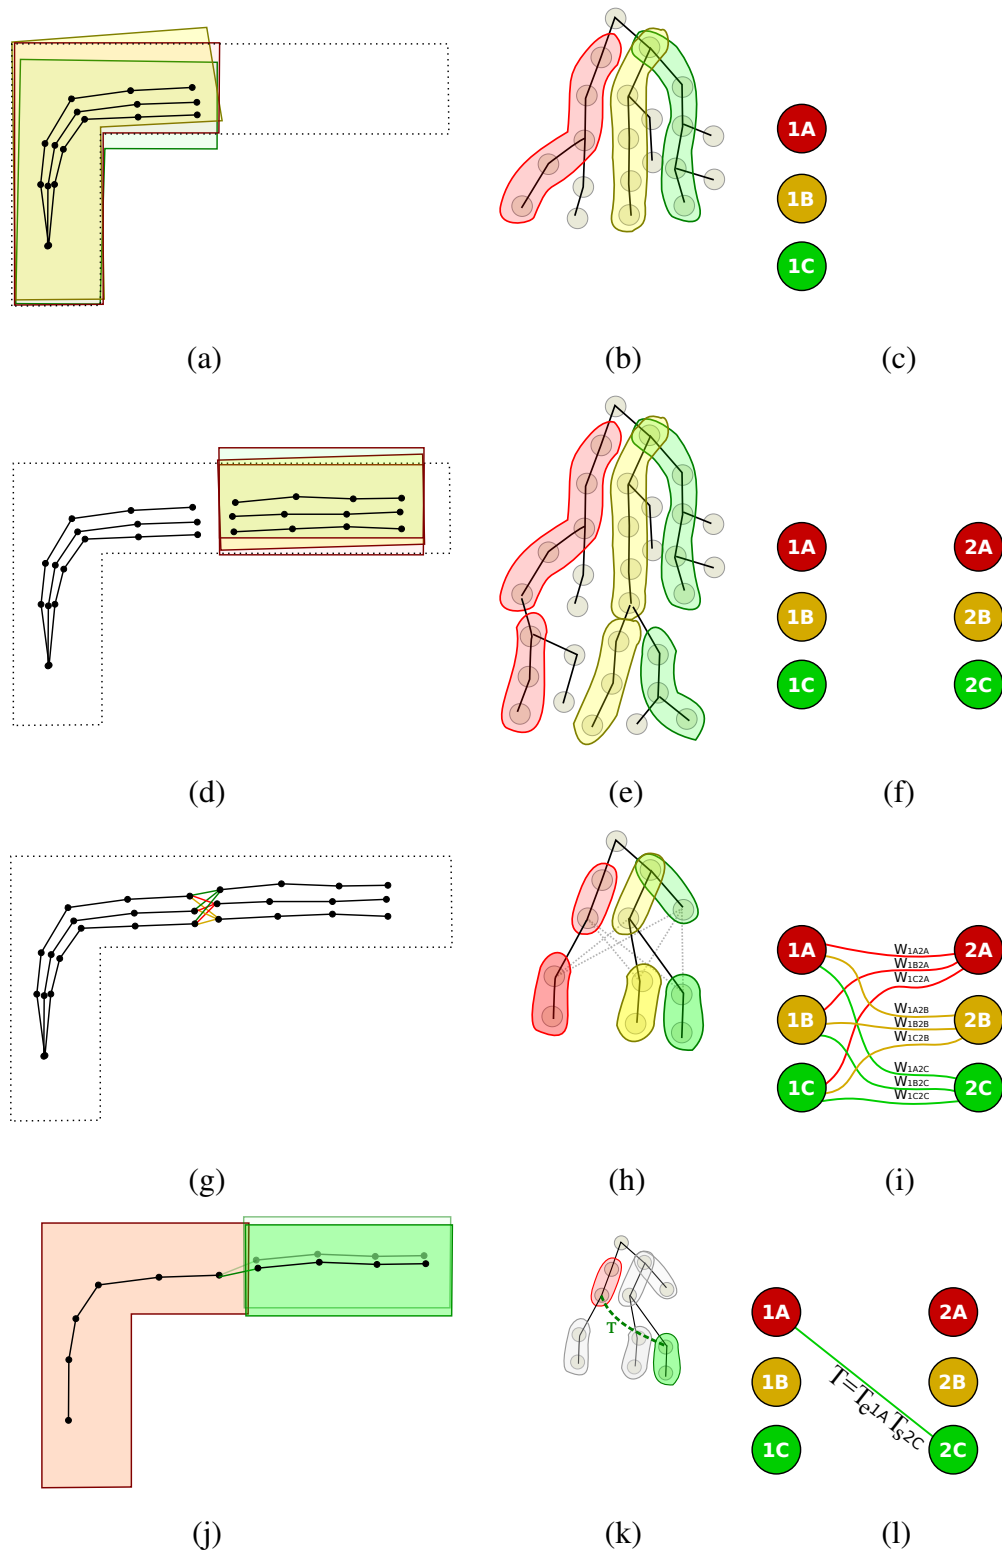 1A
1B
1C
(a) (b) (c)
1A 2A
1B 2B
1C 2C
(d) (e) (f)
1A W1A2A 2A
W1B2A
W1C2A
1B W1A2B 2B
W1B2B
W1C2B
1C W1A2C 2C
W1B2C
W1C2C
(g) (h) (i)
T
1A 2A
1B 2B
T=Te1A Ts2C
1C 2C
(j) (k) (l)